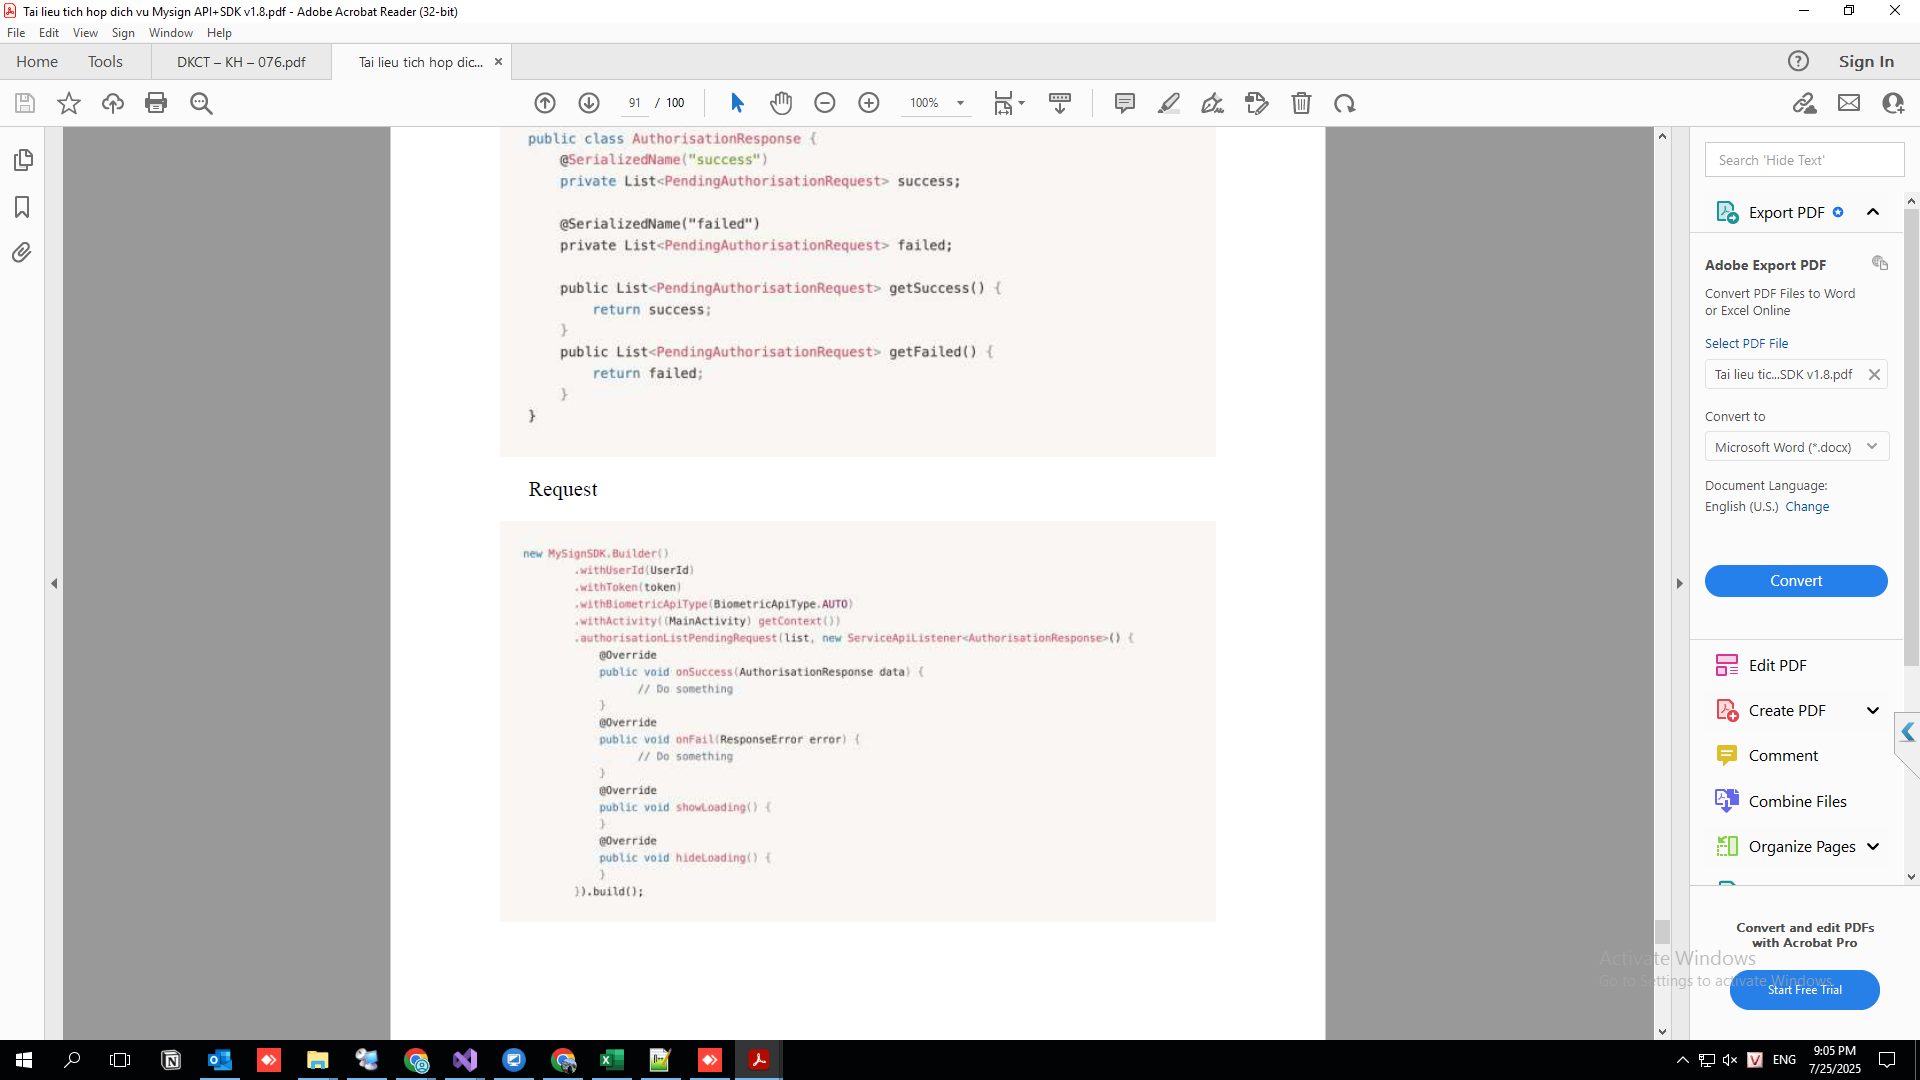 Tai lieu tich hop dich vu Mysign API+SDK v1.8.pdf - Adobe Acrobat Reader (32-bit)
File Edit View Sign Window Help
Home Tools DKCT – KH – 076.pdf Tai lieu tich hop dic... × Sign In
91 / 100 100%
public class AuthorisationResponse {
@SerializedName("success")
private List<PendingAuthorisationRequest> success;
@SerializedName("failed")
private List<PendingAuthorisationRequest> failed;
public List<PendingAuthorisationRequest> getSuccess() {
return success;
}
public List<PendingAuthorisationRequest> getFailed() {
return failed;
}
}
Request
new MySignSDK.Builder()
.withUserId(UserId)
.withToken(token)
.withBiometricApiType(BiometricApiType.AUTO)
.withActivity((MainActivity) getContext())
.authorisationListPendingRequest(list, new ServiceApiListener<AuthorisationResponse>() {
@Override
public void onSuccess(AuthorisationResponse data) {
// Do something
}
@Override
public void onFail(ResponseError error) {
// Do something
}
@Override
public void showLoading() {
}
@Override
public void hideLoading() {
}
}).build();
Search 'Hide Text'
Export PDF
Adobe Export PDF
Convert PDF Files to Word
or Excel Online
Select PDF File
Tai lieu tic...SDK v1.8.pdf
Convert to
Microsoft Word (*.docx)
Document Language:
English (U.S.) Change
Convert
Edit PDF
Create PDF
Comment
Combine Files
Organize Pages
Convert and edit PDFs
with Acrobat Pro
Start Free Trial
Activate Windows
Go to Settings to activate Windows.
ENG
9:05 PM
7/25/2025